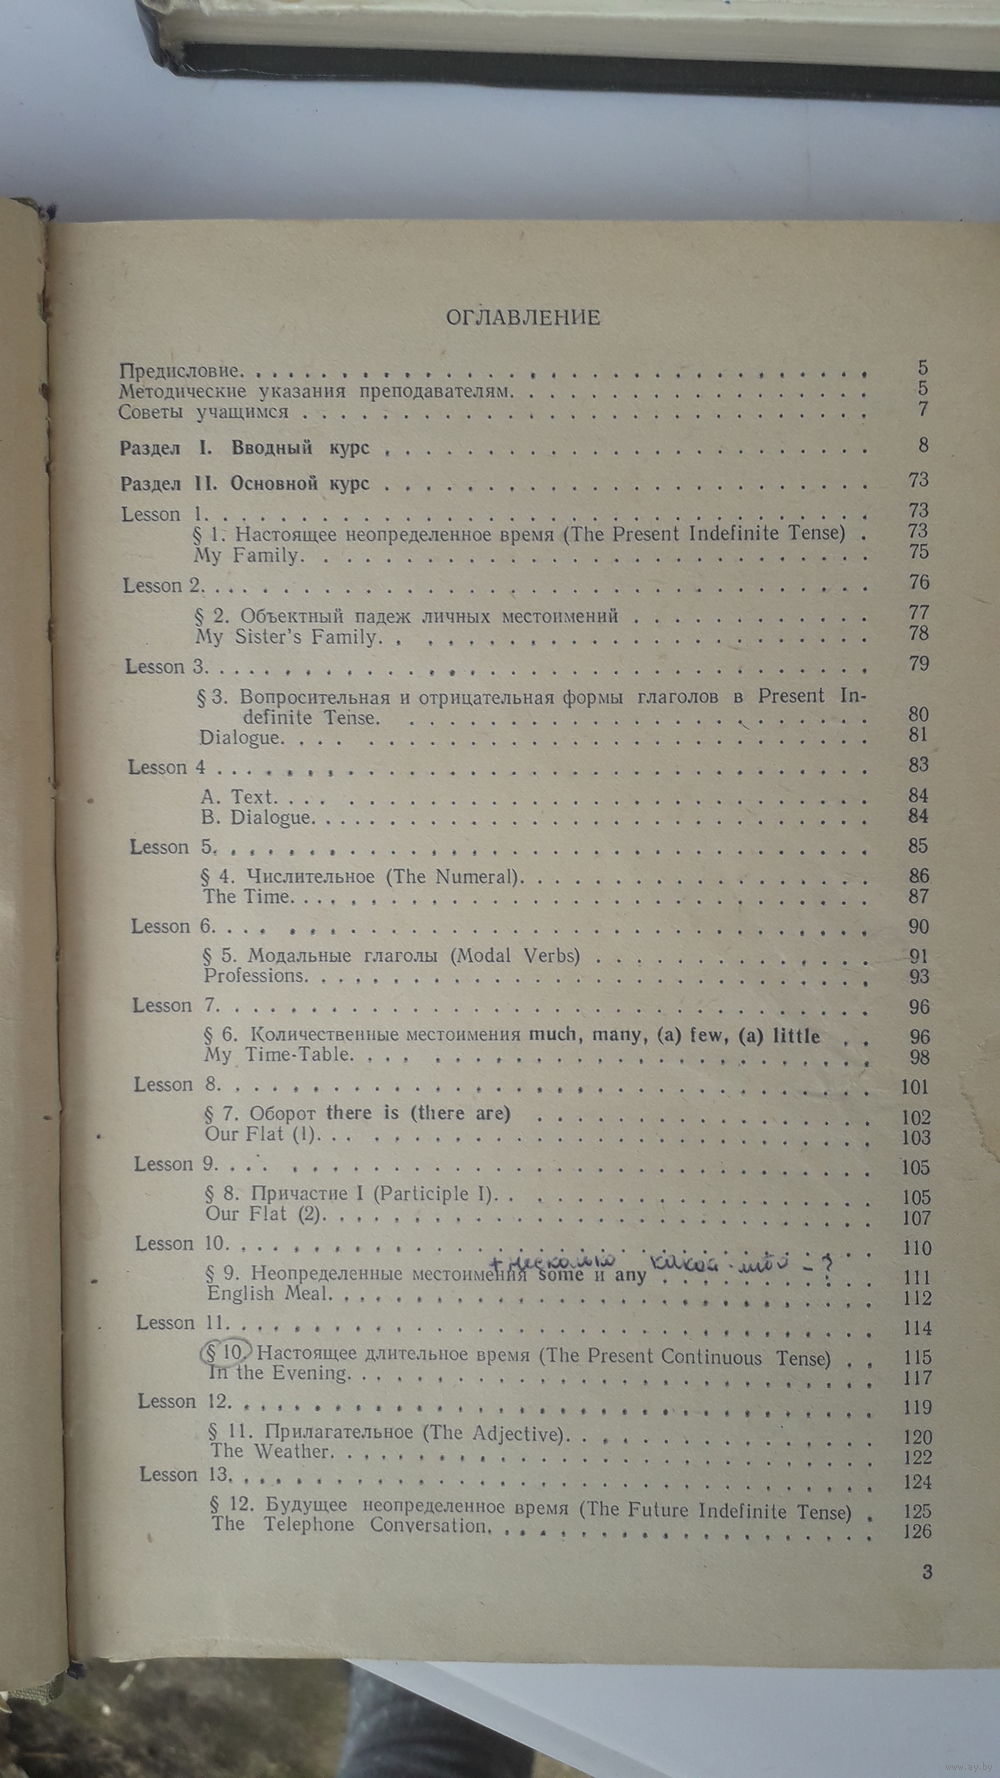 ОГЛАВЛЕНИЕ
Предисловие. . . . . . . . . . . . . . . . . . . . 5
Методические указания преподавателям. . . . . . . . . . . . 5
Советы учащимся . . . . . . . . . . . . . . . . . . 7
Раздел I. Вводный курс . . . . . . . . . . . . . . . . 8
Раздел II. Основной курс . . . . . . . . . . . . . . . . 73
Lesson 1. . . . . . . . . . . . . . . . . . . . . 73
§ 1. Настоящее неопределенное время (The Present Indefinite Tense) . 73
My Family. . . . . . . . . . . . . . . . . . . . 75
Lesson 2. . . . . . . . . . . . . . . . . . . . . 76
§ 2. Объектный падеж личных местоимений . . . . . . . . . 77
My Sister's Family. . . . . . . . . . . . . . . . . . 78
Lesson 3. . . . . . . . . . . . . . . . . . . . . 79
§ 3. Вопросительная и отрицательная формы глаголов в Present In-
definite Tense. . . . . . . . . . . . . . . . . . 80
Dialogue. . . . . . . . . . . . . . . . . . . . . 81
Lesson 4 . . . . . . . . . . . . . . . . . . . . . 83
A. Text. . . . . . . . . . . . . . . . . . . . . 84
B. Dialogue. . . . . . . . . . . . . . . . . . . . 84
Lesson 5. . . . . . . . . . . . . . . . . . . . . 85
§ 4. Числительное (The Numeral). . . . . . . . . . . . . 86
The Time. . . . . . . . . . . . . . . . . . . . . 87
Lesson 6. . . . . . . . . . . . . . . . . . . . . 90
§ 5. Модальные глаголы (Modal Verbs) . . . . . . . . . . 91
Professions. . . . . . . . . . . . . . . . . . . . 93
Lesson 7. . . . . . . . . . . . . . . . . . . . . 96
§ 6. Количественные местоимения much, many, (a) few, (a) little . . 96
My Time-Table. . . . . . . . . . . . . . . . . . . 98
Lesson 8. . . . . . . . . . . . . . . . . . . . . 101
§ 7. Оборот there is (there are) . . . . . . . . . . . . . 102
Our Flat (1). . . . . . . . . . . . . . . . . . . . 103
Lesson 9. . . . . . . . . . . . . . . . . . . . . 105
§ 8. Причастие I (Participle I). . . . . . . . . . . . . . 105
Our Flat (2). . . . . . . . . . . . . . . . . . . . 107
Lesson 10. . . . . . . . . . . . . . . . . . . . . 110
+ несколько какой-либо - ?
§ 9. Неопределенные местоимения some и any . . . . . . . . 111
English Meal. . . . . . . . . . . . . . . . . . . . 112
Lesson 11. . . . . . . . . . . . . . . . . . . . . 114
§ 10. Настоящее длительное время (The Present Continuous Tense) . . 115
In the Evening. . . . . . . . . . . . . . . . . . . 117
Lesson 12. . . . . . . . . . . . . . . . . . . . . 119
§ 11. Прилагательное (The Adjective). . . . . . . . . . . . 120
The Weather. . . . . . . . . . . . . . . . . . . . 122
Lesson 13. . . . . . . . . . . . . . . . . . . . . 124
§ 12. Будущее неопределенное время (The Future Indefinite Tense) . 125
The Telephone Conversation. . . . . . . . . . . . . . 126
3
www.ay.by